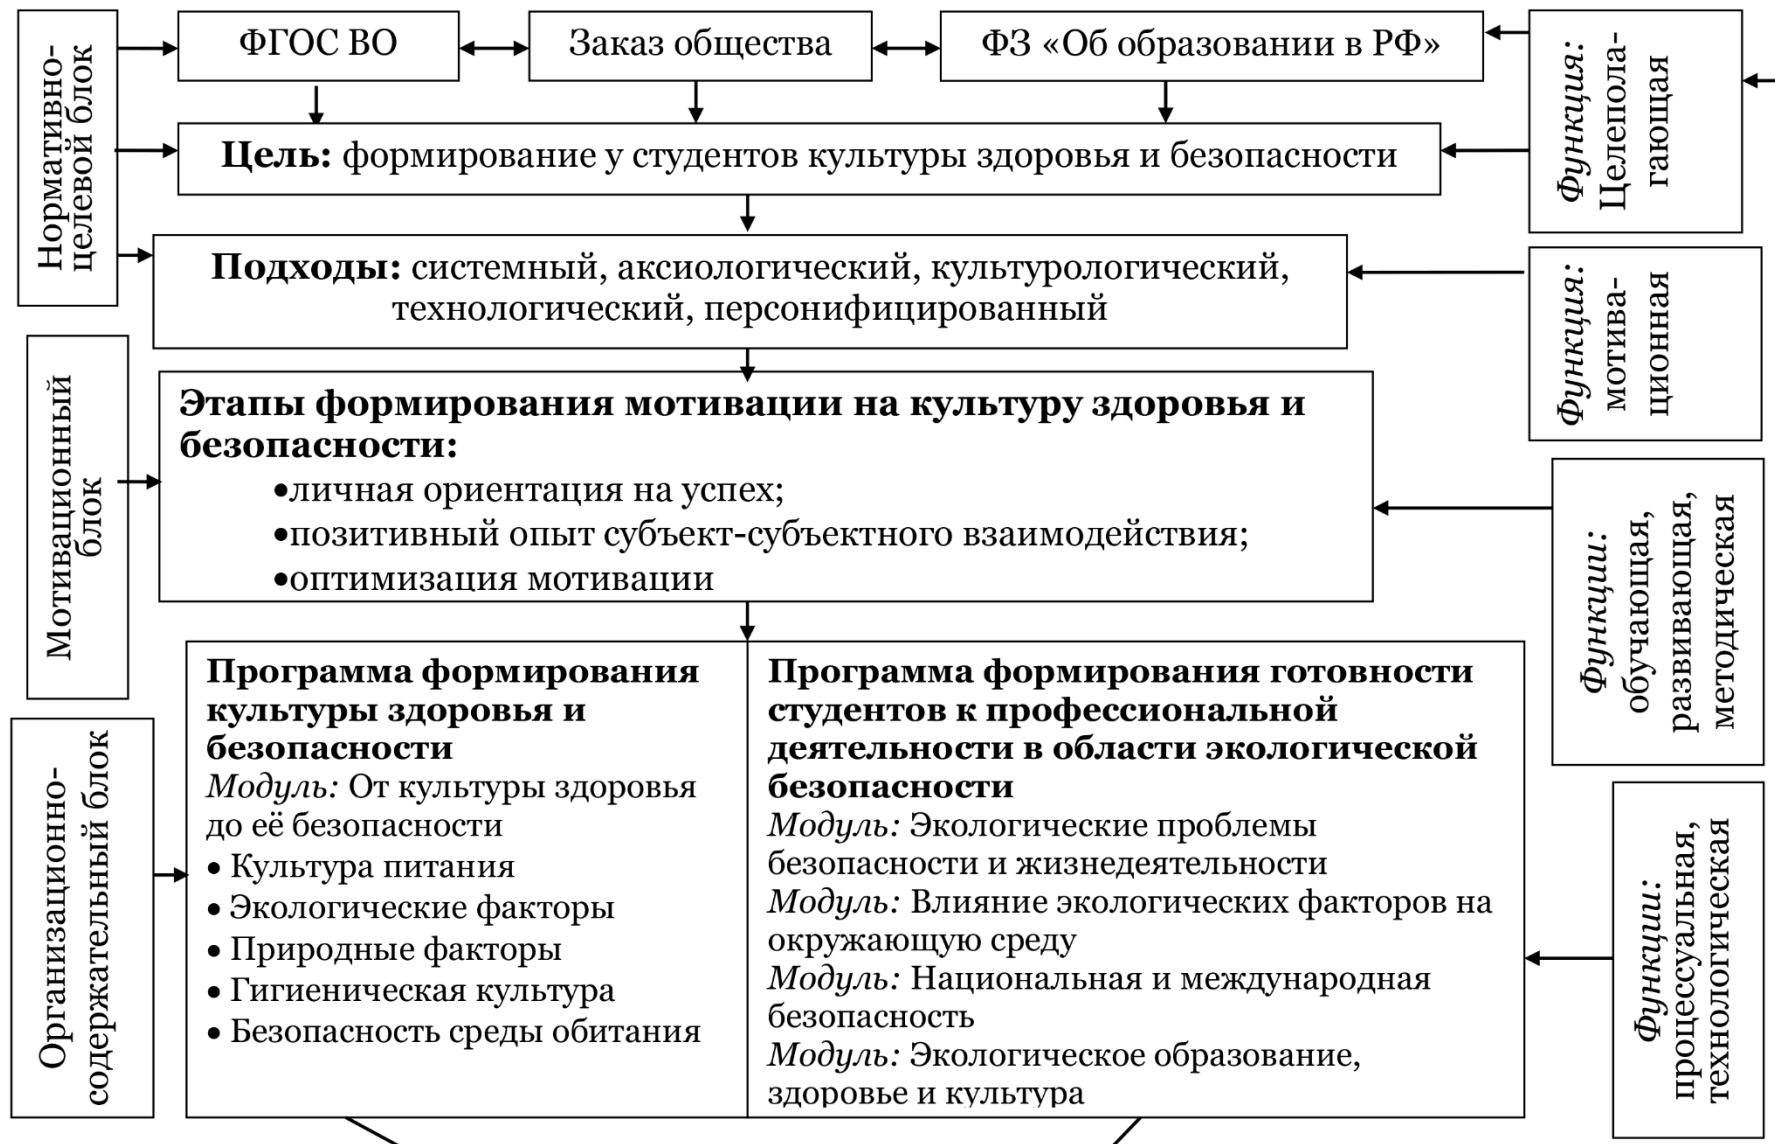 Нормативно-
целевой блок
ФГОС ВО
Заказ общества
ФЗ «Об образовании в РФ»
Функция:
Целепола-
гающая
Цель: формирование у студентов культуры здоровья и безопасности
Подходы: системный, аксиологический, культурологический,
технологический, персонифицированный
Функция:
мотива-
ционная
Мотивационный
блок
Этапы формирования мотивации на культуру здоровья и
безопасности:
•личная ориентация на успех;
•позитивный опыт субъект-субъектного взаимодействия;
•оптимизация мотивации
Функции:
обучающая,
развивающая,
методическая
Организационно-
содержательный блок
Программа формирования
культуры здоровья и
безопасности
Модуль: От культуры здоровья
до её безопасности
• Культура питания
• Экологические факторы
• Природные факторы
• Гигиеническая культура
• Безопасность среды обитания
Программа формирования готовности
студентов к профессиональной
деятельности в области экологической
безопасности
Модуль: Экологические проблемы
безопасности и жизнедеятельности
Модуль: Влияние экологических факторов на
окружающую среду
Модуль: Национальная и международная
безопасность
Модуль: Экологическое образование,
здоровье и культура
Функции:
процессуальная,
технологическая